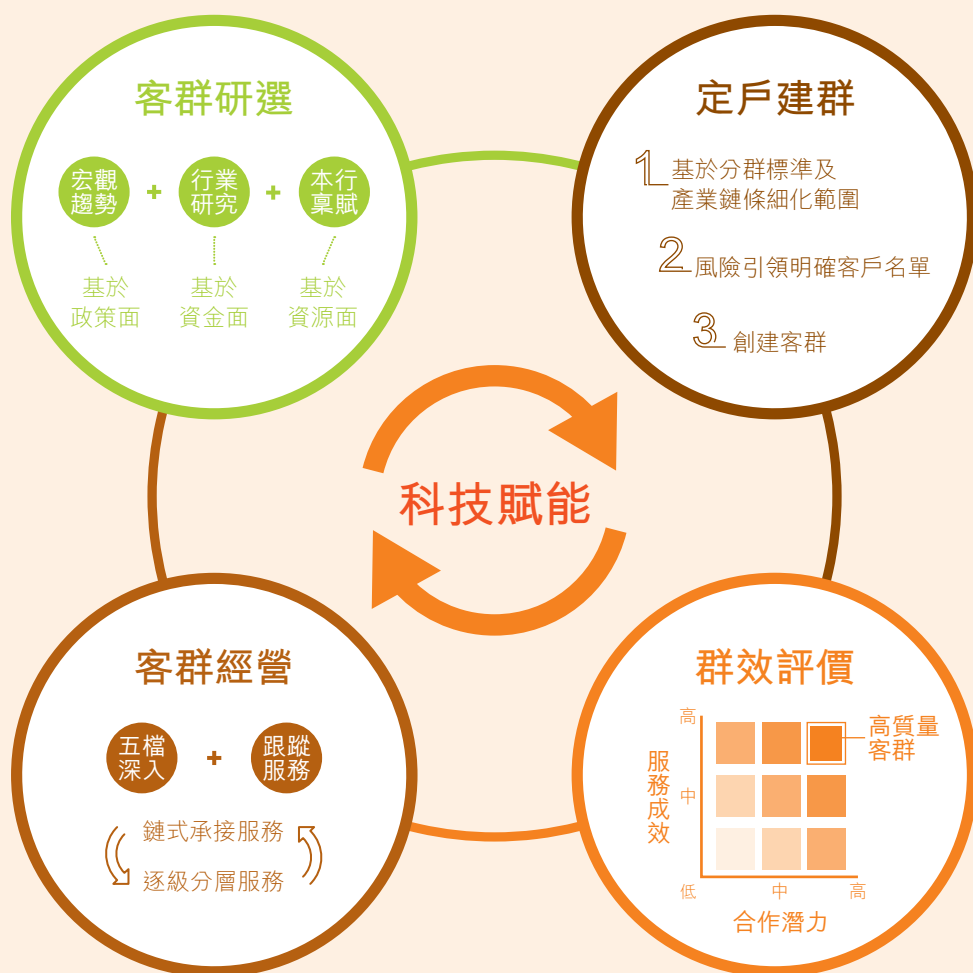 客群研選
宏觀
趨勢
+
行業
研究
+
本行
稟賦
基於
政策面
基於
資金面
基於
資源面
定戶建群
1
基於分群標準及
產業鏈條細化範圍
2
風險引領明確客戶名單
3
創建客群
科技賦能
客群經營
五檔
深入
+
跟蹤
服務
鏈式承接服務
逐級分層服務
群效評價
高
中
低
服務成效
高質量
客群
中
高
合作潛力